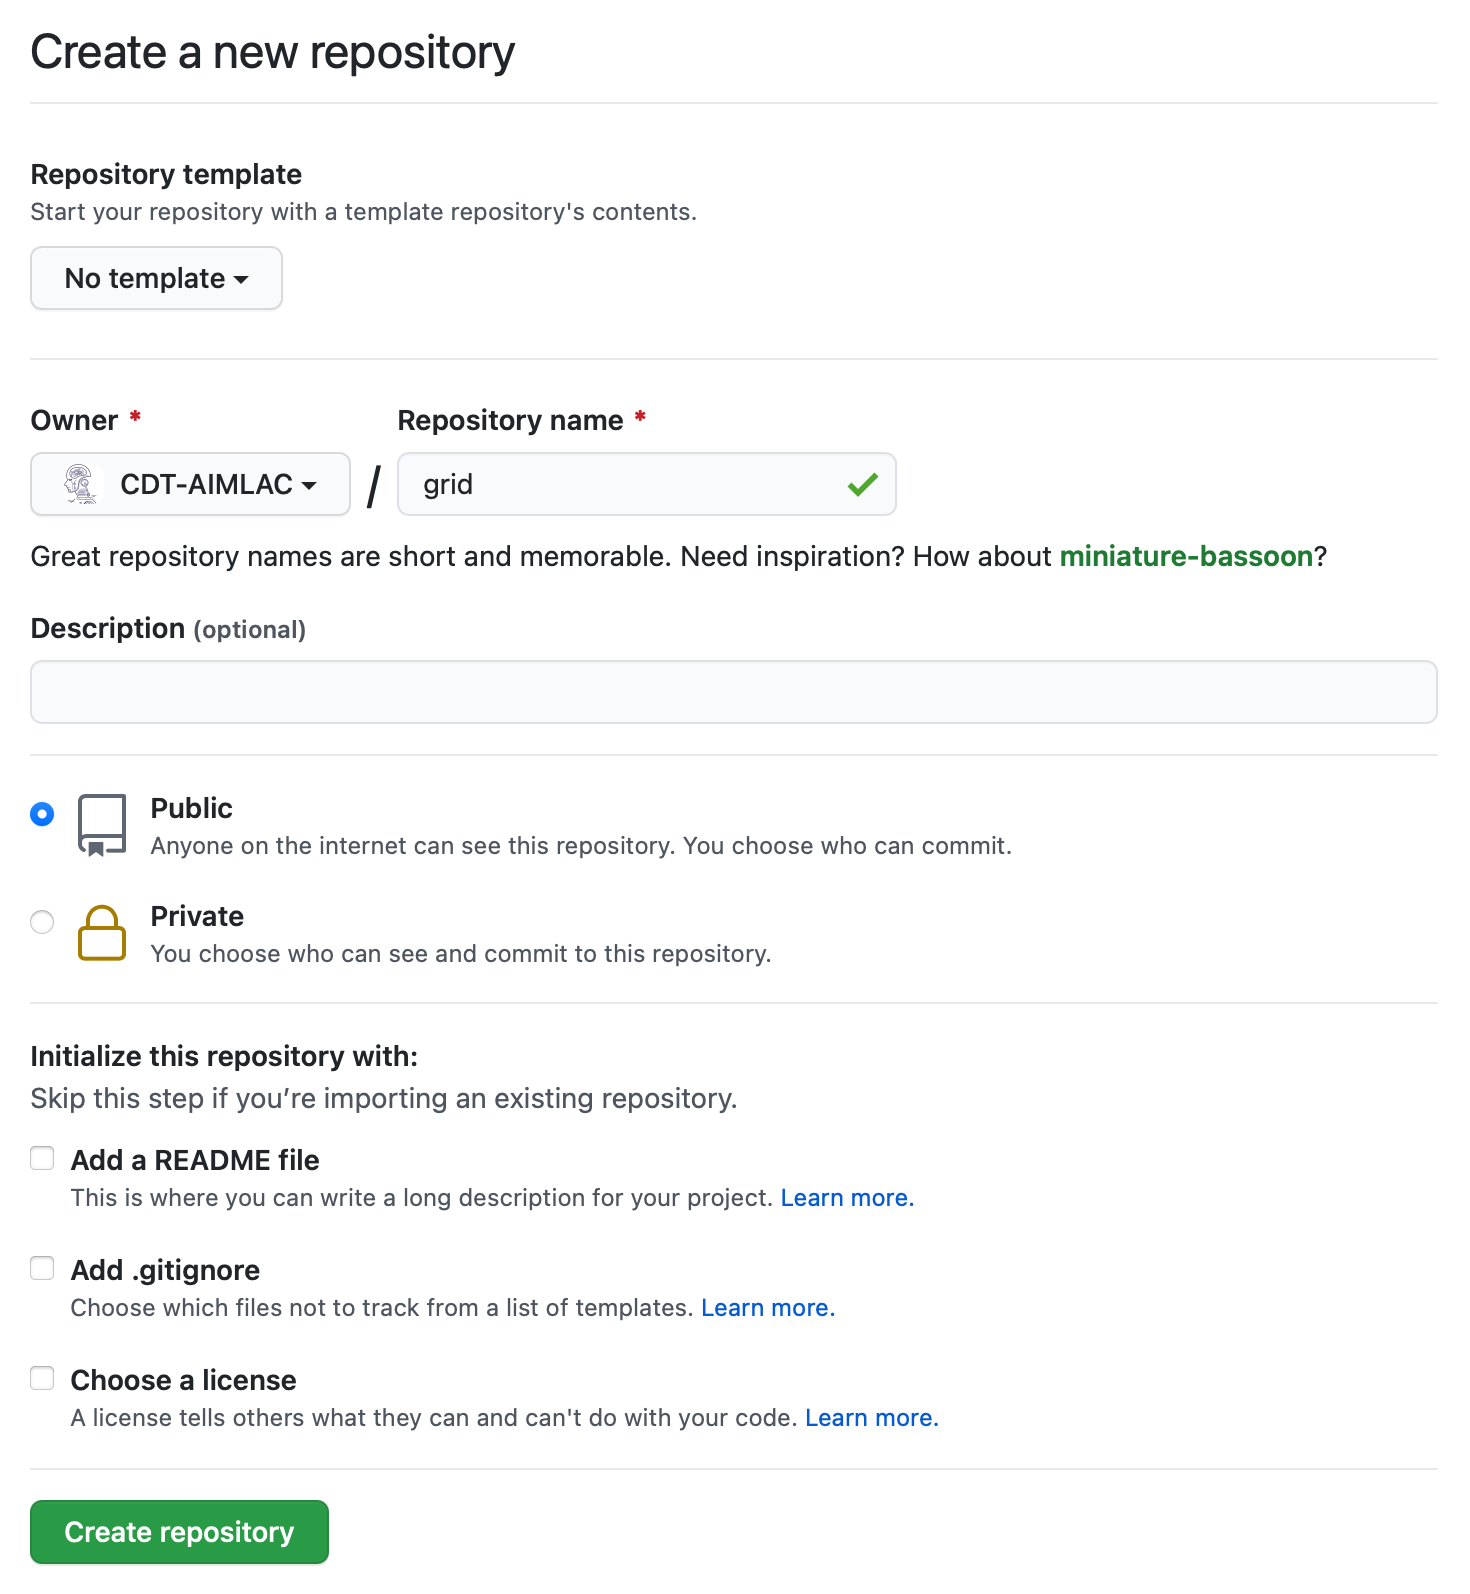 Create a new repository
Repository template
Start your repository with a template repository's contents.
No template
Owner * Repository name *
CDT-AIMLAC / grid
Great repository names are short and memorable. Need inspiration? How about miniature-bassoon?
Description (optional)
Public
Anyone on the internet can see this repository. You choose who can commit.
Private
You choose who can see and commit to this repository.
Initialize this repository with:
Skip this step if you’re importing an existing repository.
Add a README file
This is where you can write a long description for your project. Learn more.
Add .gitignore
Choose which files not to track from a list of templates. Learn more.
Choose a license
A license tells others what they can and can't do with your code. Learn more.
Create repository